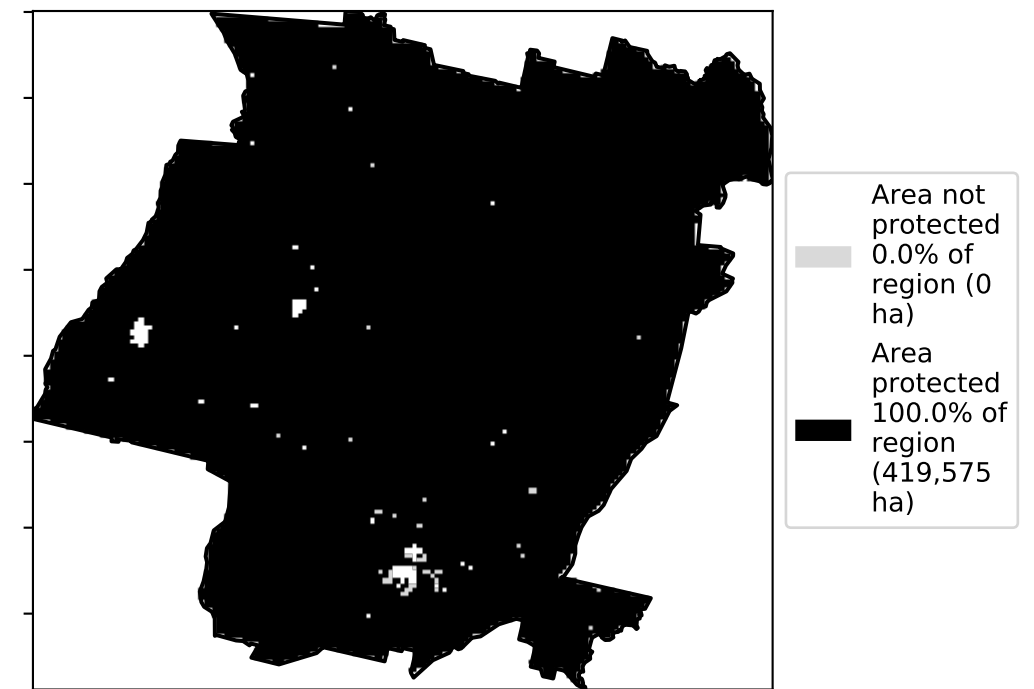 Area not
protected
0.0% of
region (0
ha)
Area
protected
100.0% of
region
(419,575
ha)